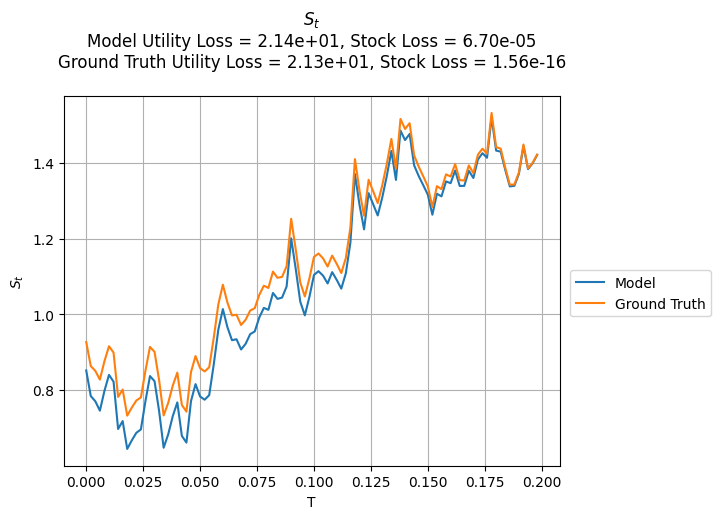 S_t
Model Utility Loss = 2.14e+01, Stock Loss = 6.70e-05
Ground Truth Utility Loss = 2.13e+01, Stock Loss = 1.56e-16
1.4
1.2
1.0
0.8
S_t
0.000 0.025 0.050 0.075 0.100 0.125 0.150 0.175 0.200
T
Model
Ground Truth